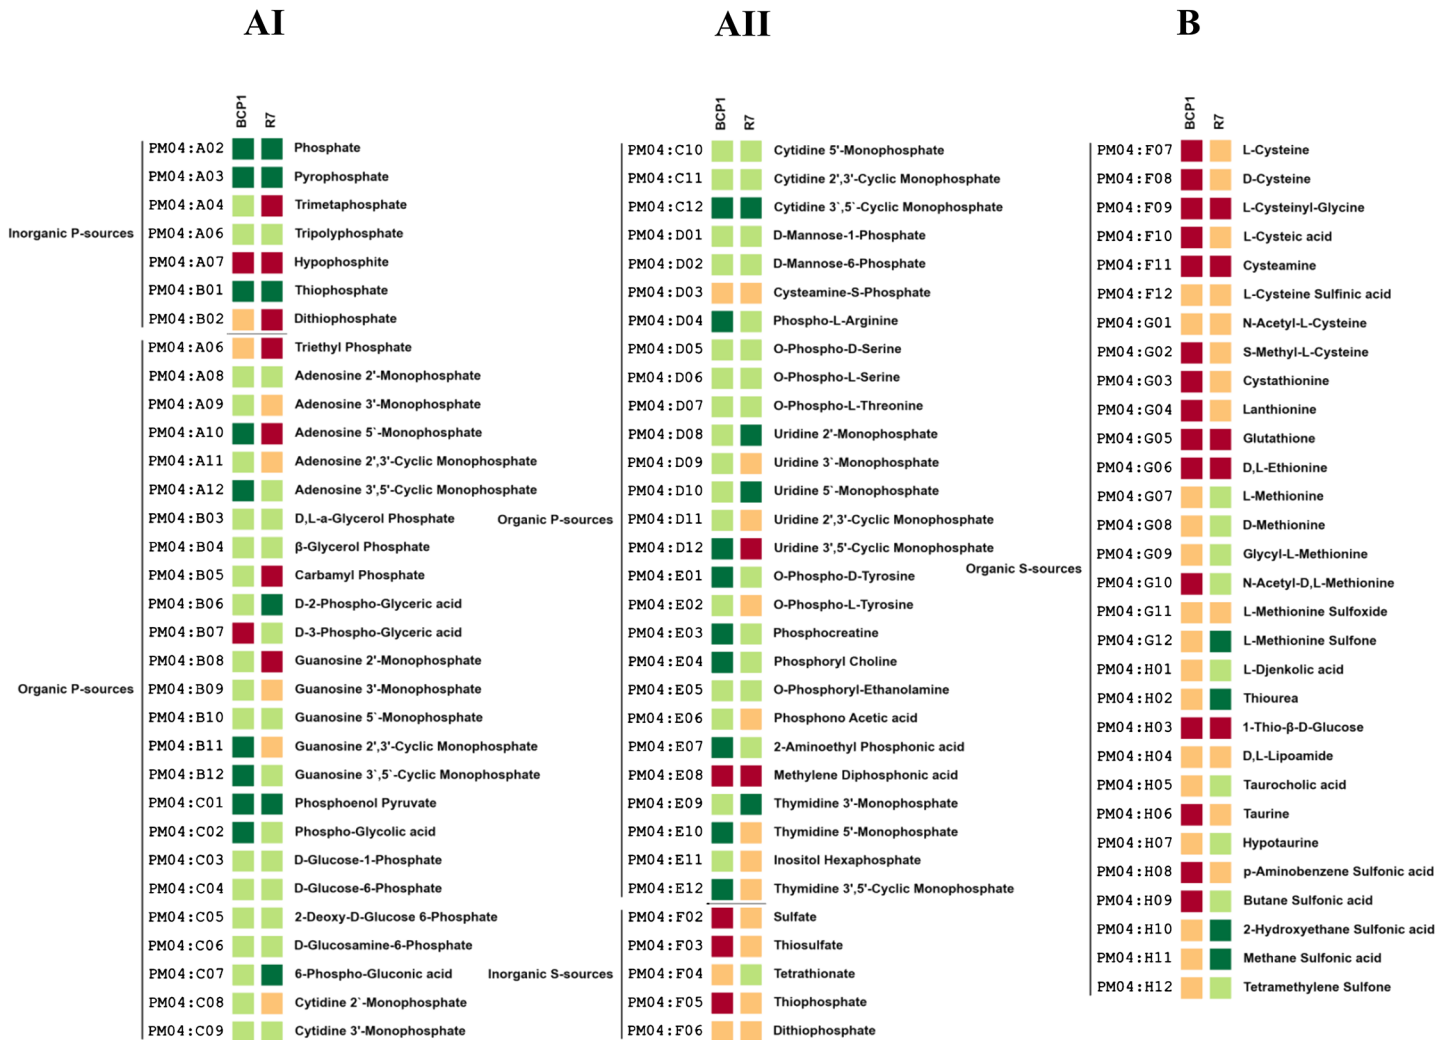 AI
AII
B
BCP1
R7
BCP1
R7
BCP1
R7
Inorganic P-sources
Organic P-sources
PM04:A02 Phosphate
PM04:A03 Pyrophosphate
PM04:A04 Trimetaphosphate
PM04:A06 Tripolyphosphate
PM04:A07 Hypophosphite
PM04:B01 Thiophosphate
PM04:B02 Dithiophosphate
PM04:A06 Triethyl Phosphate
PM04:A08 Adenosine 2'-Monophosphate
PM04:A09 Adenosine 3'-Monophosphate
PM04:A10 Adenosine 5`-Monophosphate
PM04:A11 Adenosine 2',3'-Cyclic Monophosphate
PM04:A12 Adenosine 3',5'-Cyclic Monophosphate
PM04:B03 D,L-a-Glycerol Phosphate
PM04:B04 β-Glycerol Phosphate
PM04:B05 Carbamyl Phosphate
PM04:B06 D-2-Phospho-Glyceric acid
PM04:B07 D-3-Phospho-Glyceric acid
PM04:B08 Guanosine 2'-Monophosphate
PM04:B09 Guanosine 3'-Monophosphate
PM04:B10 Guanosine 5`-Monophosphate
PM04:B11 Guanosine 2',3'-Cyclic Monophosphate
PM04:B12 Guanosine 3`,5`-Cyclic Monophosphate
PM04:C01 Phosphoenol Pyruvate
PM04:C02 Phospho-Glycolic acid
PM04:C03 D-Glucose-1-Phosphate
PM04:C04 D-Glucose-6-Phosphate
PM04:C05 2-Deoxy-D-Glucose 6-Phosphate
PM04:C06 D-Glucosamine-6-Phosphate
PM04:C07 6-Phospho-Gluconic acid
PM04:C08 Cytidine 2`-Monophosphate
PM04:C09 Cytidine 3'-Monophosphate
Organic P-sources
Inorganic S-sources
PM04:C10 Cytidine 5'-Monophosphate
PM04:C11 Cytidine 2',3'-Cyclic Monophosphate
PM04:C12 Cytidine 3`,5`-Cyclic Monophosphate
PM04:D01 D-Mannose-1-Phosphate
PM04:D02 D-Mannose-6-Phosphate
PM04:D03 Cysteamine-S-Phosphate
PM04:D04 Phospho-L-Arginine
PM04:D05 O-Phospho-D-Serine
PM04:D06 O-Phospho-L-Serine
PM04:D07 O-Phospho-L-Threonine
PM04:D08 Uridine 2'-Monophosphate
PM04:D09 Uridine 3`-Monophosphate
PM04:D10 Uridine 5`-Monophosphate
PM04:D11 Uridine 2',3'-Cyclic Monophosphate
PM04:D12 Uridine 3',5'-Cyclic Monophosphate
PM04:E01 O-Phospho-D-Tyrosine
PM04:E02 O-Phospho-L-Tyrosine
PM04:E03 Phosphocreatine
PM04:E04 Phosphoryl Choline
PM04:E05 O-Phosphoryl-Ethanolamine
PM04:E06 Phosphono Acetic acid
PM04:E07 2-Aminoethyl Phosphonic acid
PM04:E08 Methylene Diphosphonic acid
PM04:E09 Thymidine 3'-Monophosphate
PM04:E10 Thymidine 5'-Monophosphate
PM04:E11 Inositol Hexaphosphate
PM04:E12 Thymidine 3',5'-Cyclic Monophosphate
PM04:F02 Sulfate
PM04:F03 Thiosulfate
PM04:F04 Tetrathionate
PM04:F05 Thiophosphate
PM04:F06 Dithiophosphate
Organic S-sources
PM04:F07 L-Cysteine
PM04:F08 D-Cysteine
PM04:F09 L-Cysteinyl-Glycine
PM04:F10 L-Cysteic acid
PM04:F11 Cysteamine
PM04:F12 L-Cysteine Sulfinic acid
PM04:G01 N-Acetyl-L-Cysteine
PM04:G02 S-Methyl-L-Cysteine
PM04:G03 Cystathionine
PM04:G04 Lanthionine
PM04:G05 Glutathione
PM04:G06 D,L-Ethionine
PM04:G07 L-Methionine
PM04:G08 D-Methionine
PM04:G09 Glycyl-L-Methionine
PM04:G10 N-Acetyl-D,L-Methionine
PM04:G11 L-Methionine Sulfoxide
PM04:G12 L-Methionine Sulfone
PM04:H01 L-Djenkolic acid
PM04:H02 Thiourea
PM04:H03 1-Thio-β-D-Glucose
PM04:H04 D,L-Lipoamide
PM04:H05 Taurocholic acid
PM04:H06 Taurine
PM04:H07 Hypotaurine
PM04:H08 p-Aminobenzene Sulfonic acid
PM04:H09 Butane Sulfonic acid
PM04:H10 2-Hydroxyethane Sulfonic acid
PM04:H11 Methane Sulfonic acid
PM04:H12 Tetramethylene Sulfone